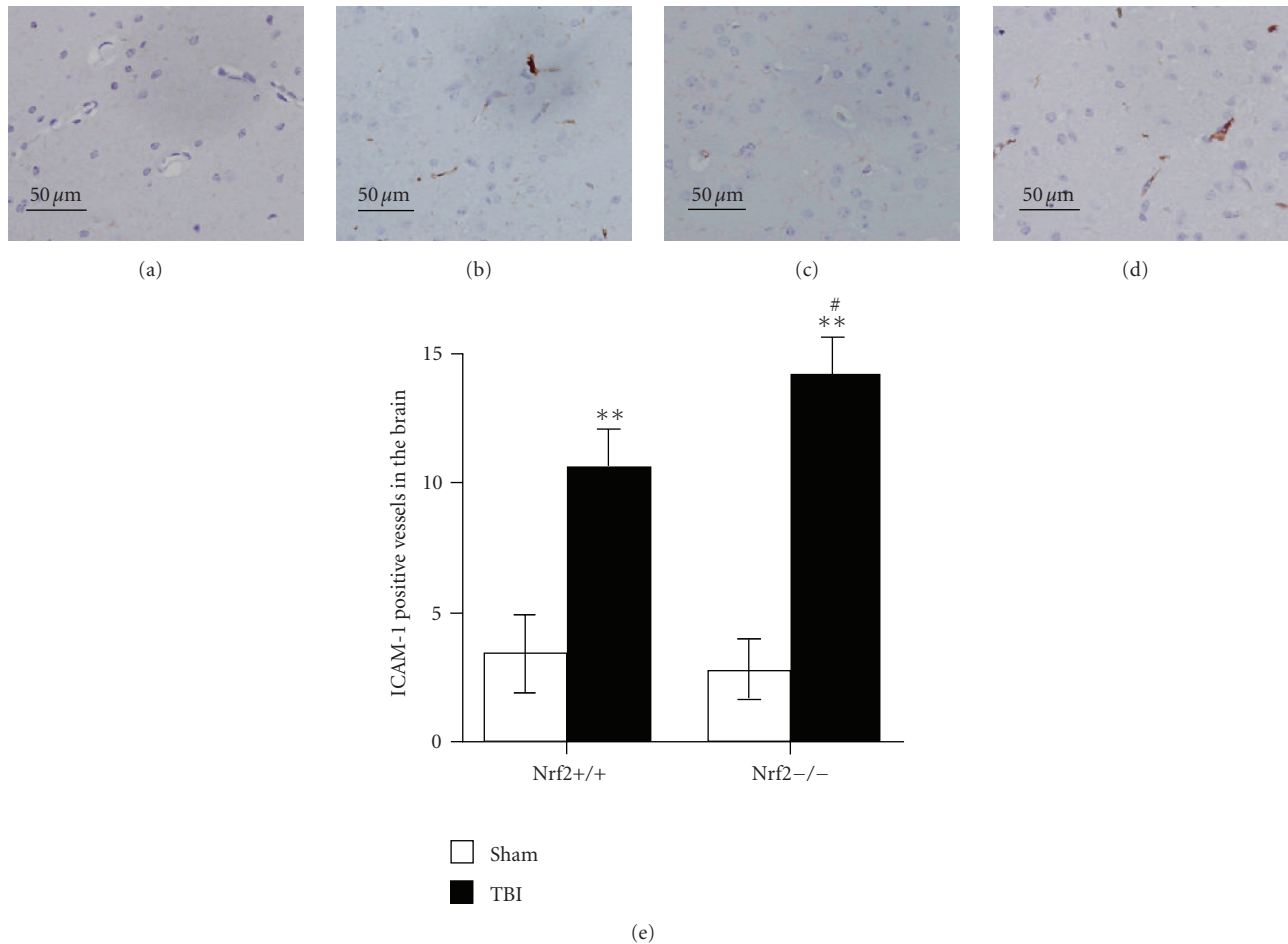 50 μm
50 μm
50 μm
50 μm
(a)
(b)
(c)
(d)
ICAM-1 positive vessels in the brain
15
10
5
0
**
#
**
Nrf2+/+
Nrf2−/−
Sham
TBI
(e)